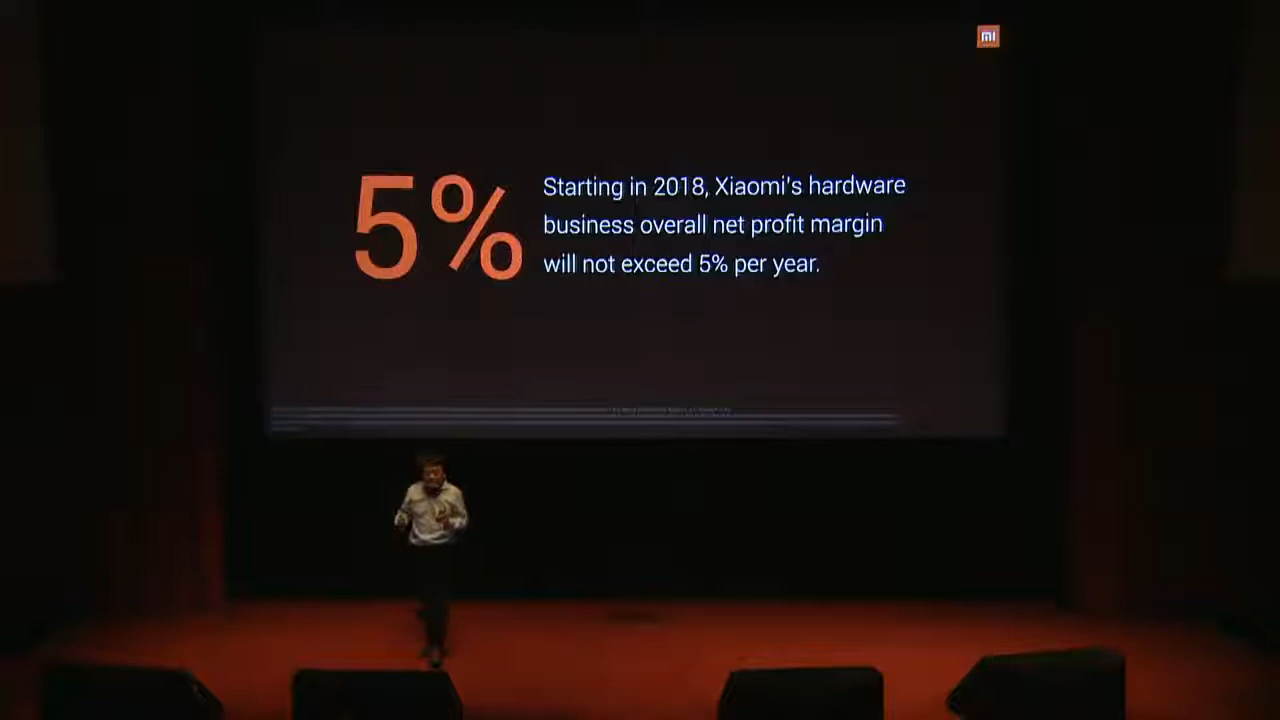 mi
5%
Starting in 2018, Xiaomi's hardware
business overall net profit margin
will not exceed 5% per year.